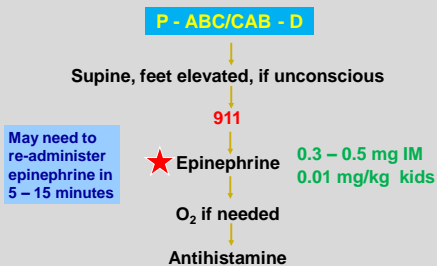 P - ABC/CAB - D
Supine, feet elevated, if unconscious
911
May need to
re-administer
epinephrine in
5 – 15 minutes
Epinephrine
0.3 – 0.5 mg IM
0.01 mg/kg kids
O₂ if needed
Antihistamine